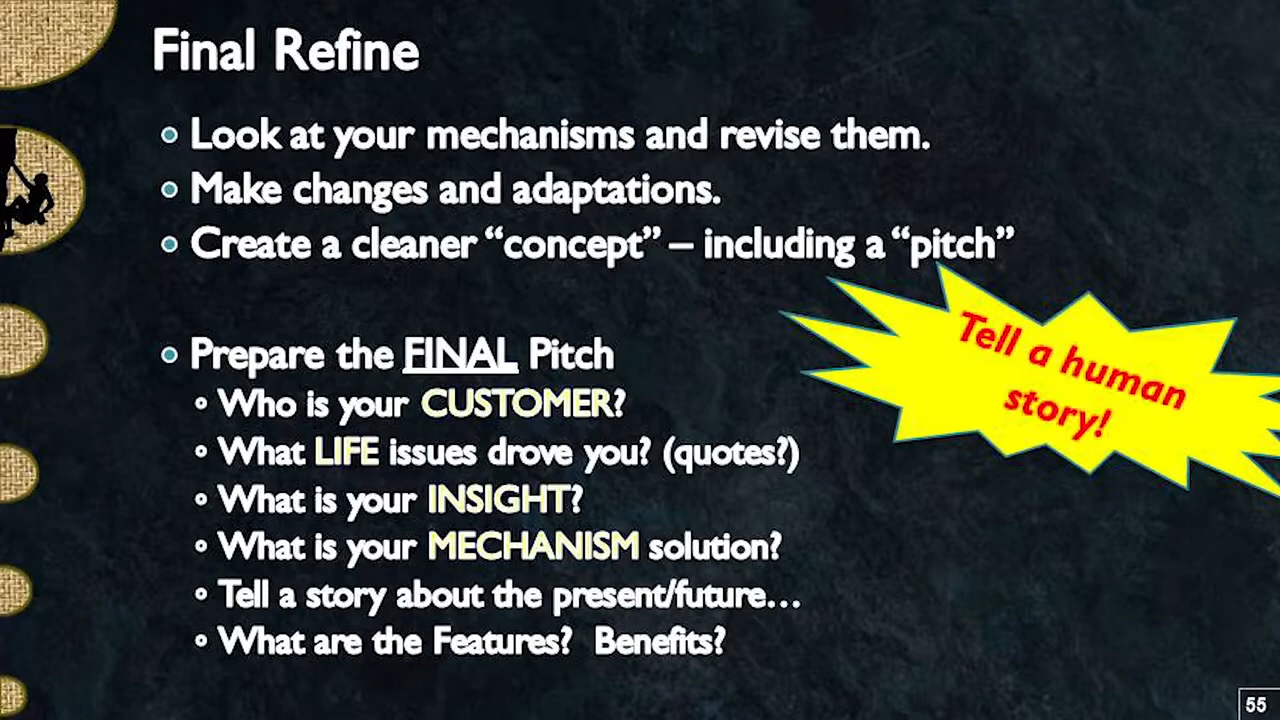 Final Refine
Look at your mechanisms and revise them.
Make changes and adaptations.
Create a cleaner “concept” – including a “pitch”
Tell a human
story!
Prepare the FINAL Pitch
Who is your CUSTOMER?
What LIFE issues drove you? (quotes?)
What is your INSIGHT?
What is your MECHANISM solution?
Tell a story about the present/future…
What are the Features?  Benefits?
55